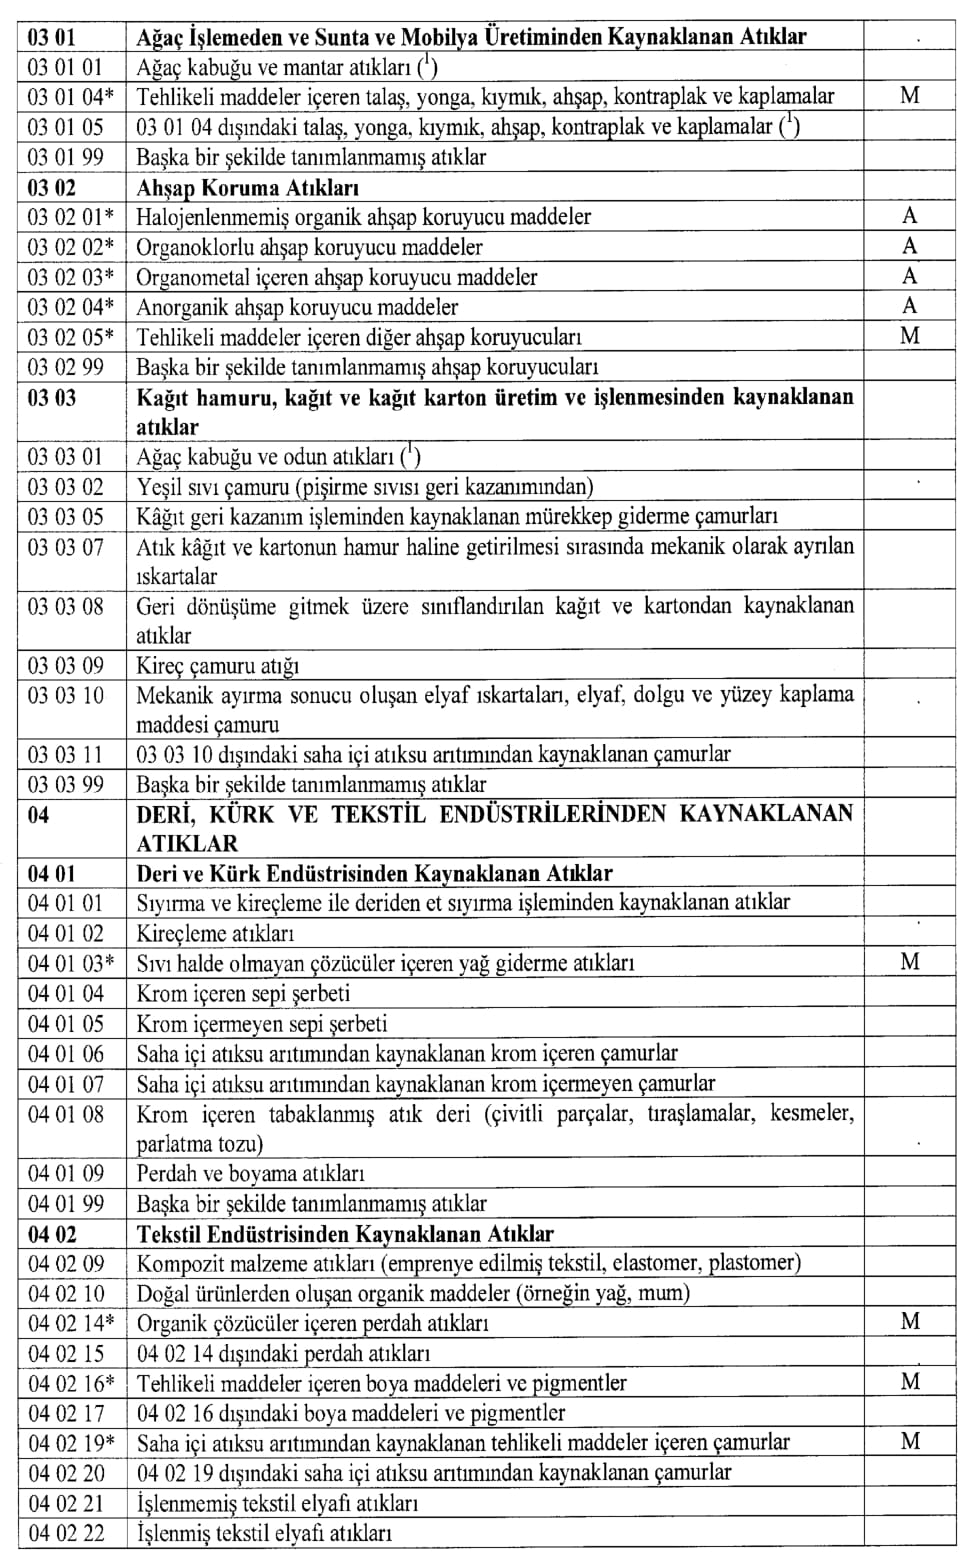 03 01 Ağaç İşlemeden ve Sunta ve Mobilya Üretiminden Kaynaklanan Atıklar
03 01 01 Ağaç kabuğu ve mantar atıkları (¹)
03 01 04* Tehlikeli maddeler içeren talaş, yonga, kıymık, ahşap, kontraplak ve kaplamalar M
03 01 05 03 01 04 dışındaki talaş, yonga, kıymık, ahşap, kontraplak ve kaplamalar (¹)
03 01 99 Başka bir şekilde tanımlanmamış atıklar
03 02 Ahşap Koruma Atıkları
03 02 01* Halojenlenmemiş organik ahşap koruyucu maddeler A
03 02 02* Organoklorlu ahşap koruyucu maddeler A
03 02 03* Organometal içeren ahşap koruyucu maddeler A
03 02 04* Anorganik ahşap koruyucu maddeler A
03 02 05* Tehlikeli maddeler içeren diğer ahşap koruyucuları M
03 02 99 Başka bir şekilde tanımlanmamış ahşap koruyucuları
03 03 Kağıt hamuru, kağıt ve kağıt karton üretim ve işlenmesinden kaynaklanan
atıklar
03 03 01 Ağaç kabuğu ve odun atıkları (¹)
03 03 02 Yeşil sıvı çamuru (pişirme sıvısı geri kazanımından)
03 03 05 Kâğıt geri kazanım işleminden kaynaklanan mürekkep giderme çamurları
03 03 07 Atık kâğıt ve kartonun hamur haline getirilmesi sırasında mekanik olarak ayrılan
ıskartalar
03 03 08 Geri dönüşüme gitmek üzere sınıflandırılan kağıt ve kartondan kaynaklanan
atıklar
03 03 09 Kireç çamuru atığı
03 03 10 Mekanik ayırma sonucu oluşan elyaf ıskartaları, elyaf, dolgu ve yüzey kaplama
maddesi çamuru
03 03 11 03 03 10 dışındaki saha içi atıksu arıtımından kaynaklanan çamurlar
03 03 99 Başka bir şekilde tanımlanmamış atıklar
04 DERİ, KÜRK VE TEKSTİL ENDÜSTRİLERİNDEN KAYNAKLANAN
ATIKLAR
04 01 Deri ve Kürk Endüstrisinden Kaynaklanan Atıklar
04 01 01 Sıyırma ve kireçleme ile deriden et sıyırma işleminden kaynaklanan atıklar
04 01 02 Kireçleme atıkları
04 01 03* Sıvı halde olmayan çözücüler içeren yağ giderme atıkları M
04 01 04 Krom içeren sepi şerbeti
04 01 05 Krom içermeyen sepi şerbeti
04 01 06 Saha içi atıksu arıtımından kaynaklanan krom içeren çamurlar
04 01 07 Saha içi atıksu arıtımından kaynaklanan krom içermeyen çamurlar
04 01 08 Krom içeren tabaklanmış atık deri (çivitli parçalar, tıraşlamalar, kesmeler,
parlatma tozu)
04 01 09 Perdah ve boyama atıkları
04 01 99 Başka bir şekilde tanımlanmamış atıklar
04 02 Tekstil Endüstrisinden Kaynaklanan Atıklar
04 02 09 Kompozit malzeme atıkları (emprenye edilmiş tekstil, elastomer, plastomer)
04 02 10 Doğal ürünlerden oluşan organik maddeler (örneğin yağ, mum)
04 02 14* Organik çözücüler içeren perdah atıkları M
04 02 15 04 02 14 dışındaki perdah atıkları
04 02 16* Tehlikeli maddeler içeren boya maddeleri ve pigmentler M
04 02 17 04 02 16 dışındaki boya maddeleri ve pigmentler
04 02 19* Saha içi atıksu arıtımından kaynaklanan tehlikeli maddeler içeren çamurlar M
04 02 20 04 02 19 dışındaki saha içi atıksu arıtımından kaynaklanan çamurlar
04 02 21 İşlenmemiş tekstil elyafı atıkları
04 02 22 İşlenmiş tekstil elyafı atıkları